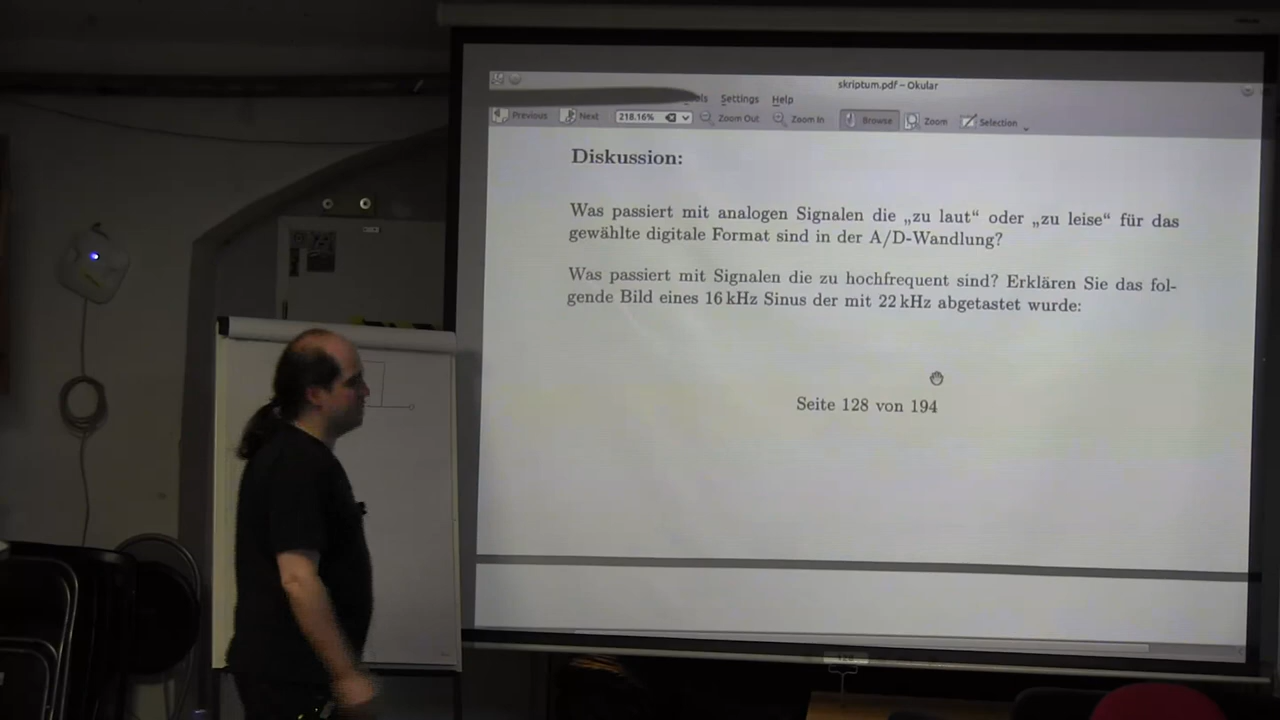 skriptum.pdf – Okular
Settings Help
Previous Next 218.16% Zoom Out Zoom In Browse Zoom Selection
Diskussion:
Was passiert mit analogen Signalen die „zu laut“ oder „zu leise“ für das
gewählte digitale Format sind in der A/D-Wandlung?
Was passiert mit Signalen die zu hochfrequent sind? Erklären Sie das fol-
gende Bild eines 16 kHz Sinus der mit 22 kHz abgetastet wurde:
Seite 128 von 194